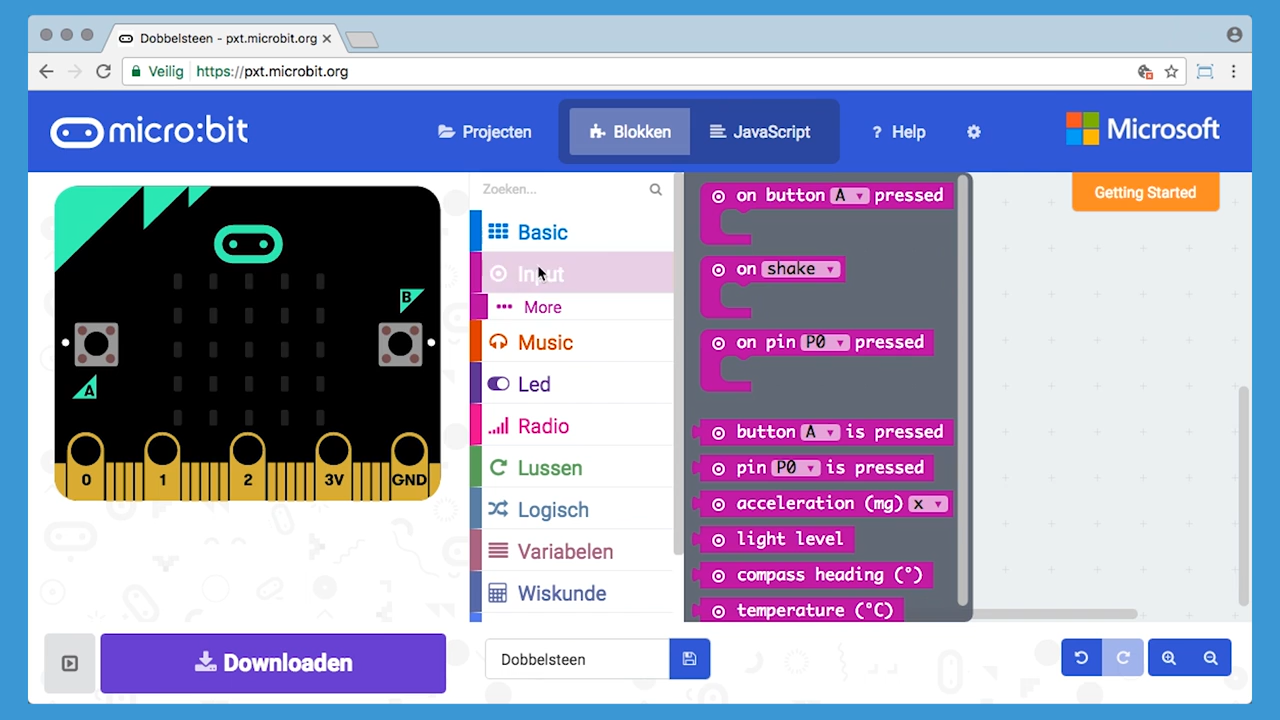 Dobbelsteen - pxt.microbit.org
Veilig https://pxt.microbit.org
micro:bit
Projecten
Blokken
JavaScript
? Help
Microsoft
Zoeken...
Getting Started
Basic
Input
More
Music
Led
Radio
Lussen
Logisch
Variabelen
Wiskunde
on button A pressed
on shake
on pin P0 pressed
button A is pressed
pin P0 is pressed
acceleration (mg) x
light level
compass heading (°)
temperature (°C)
B
A
0 1 2 3V GND
Downloaden
Dobbelsteen